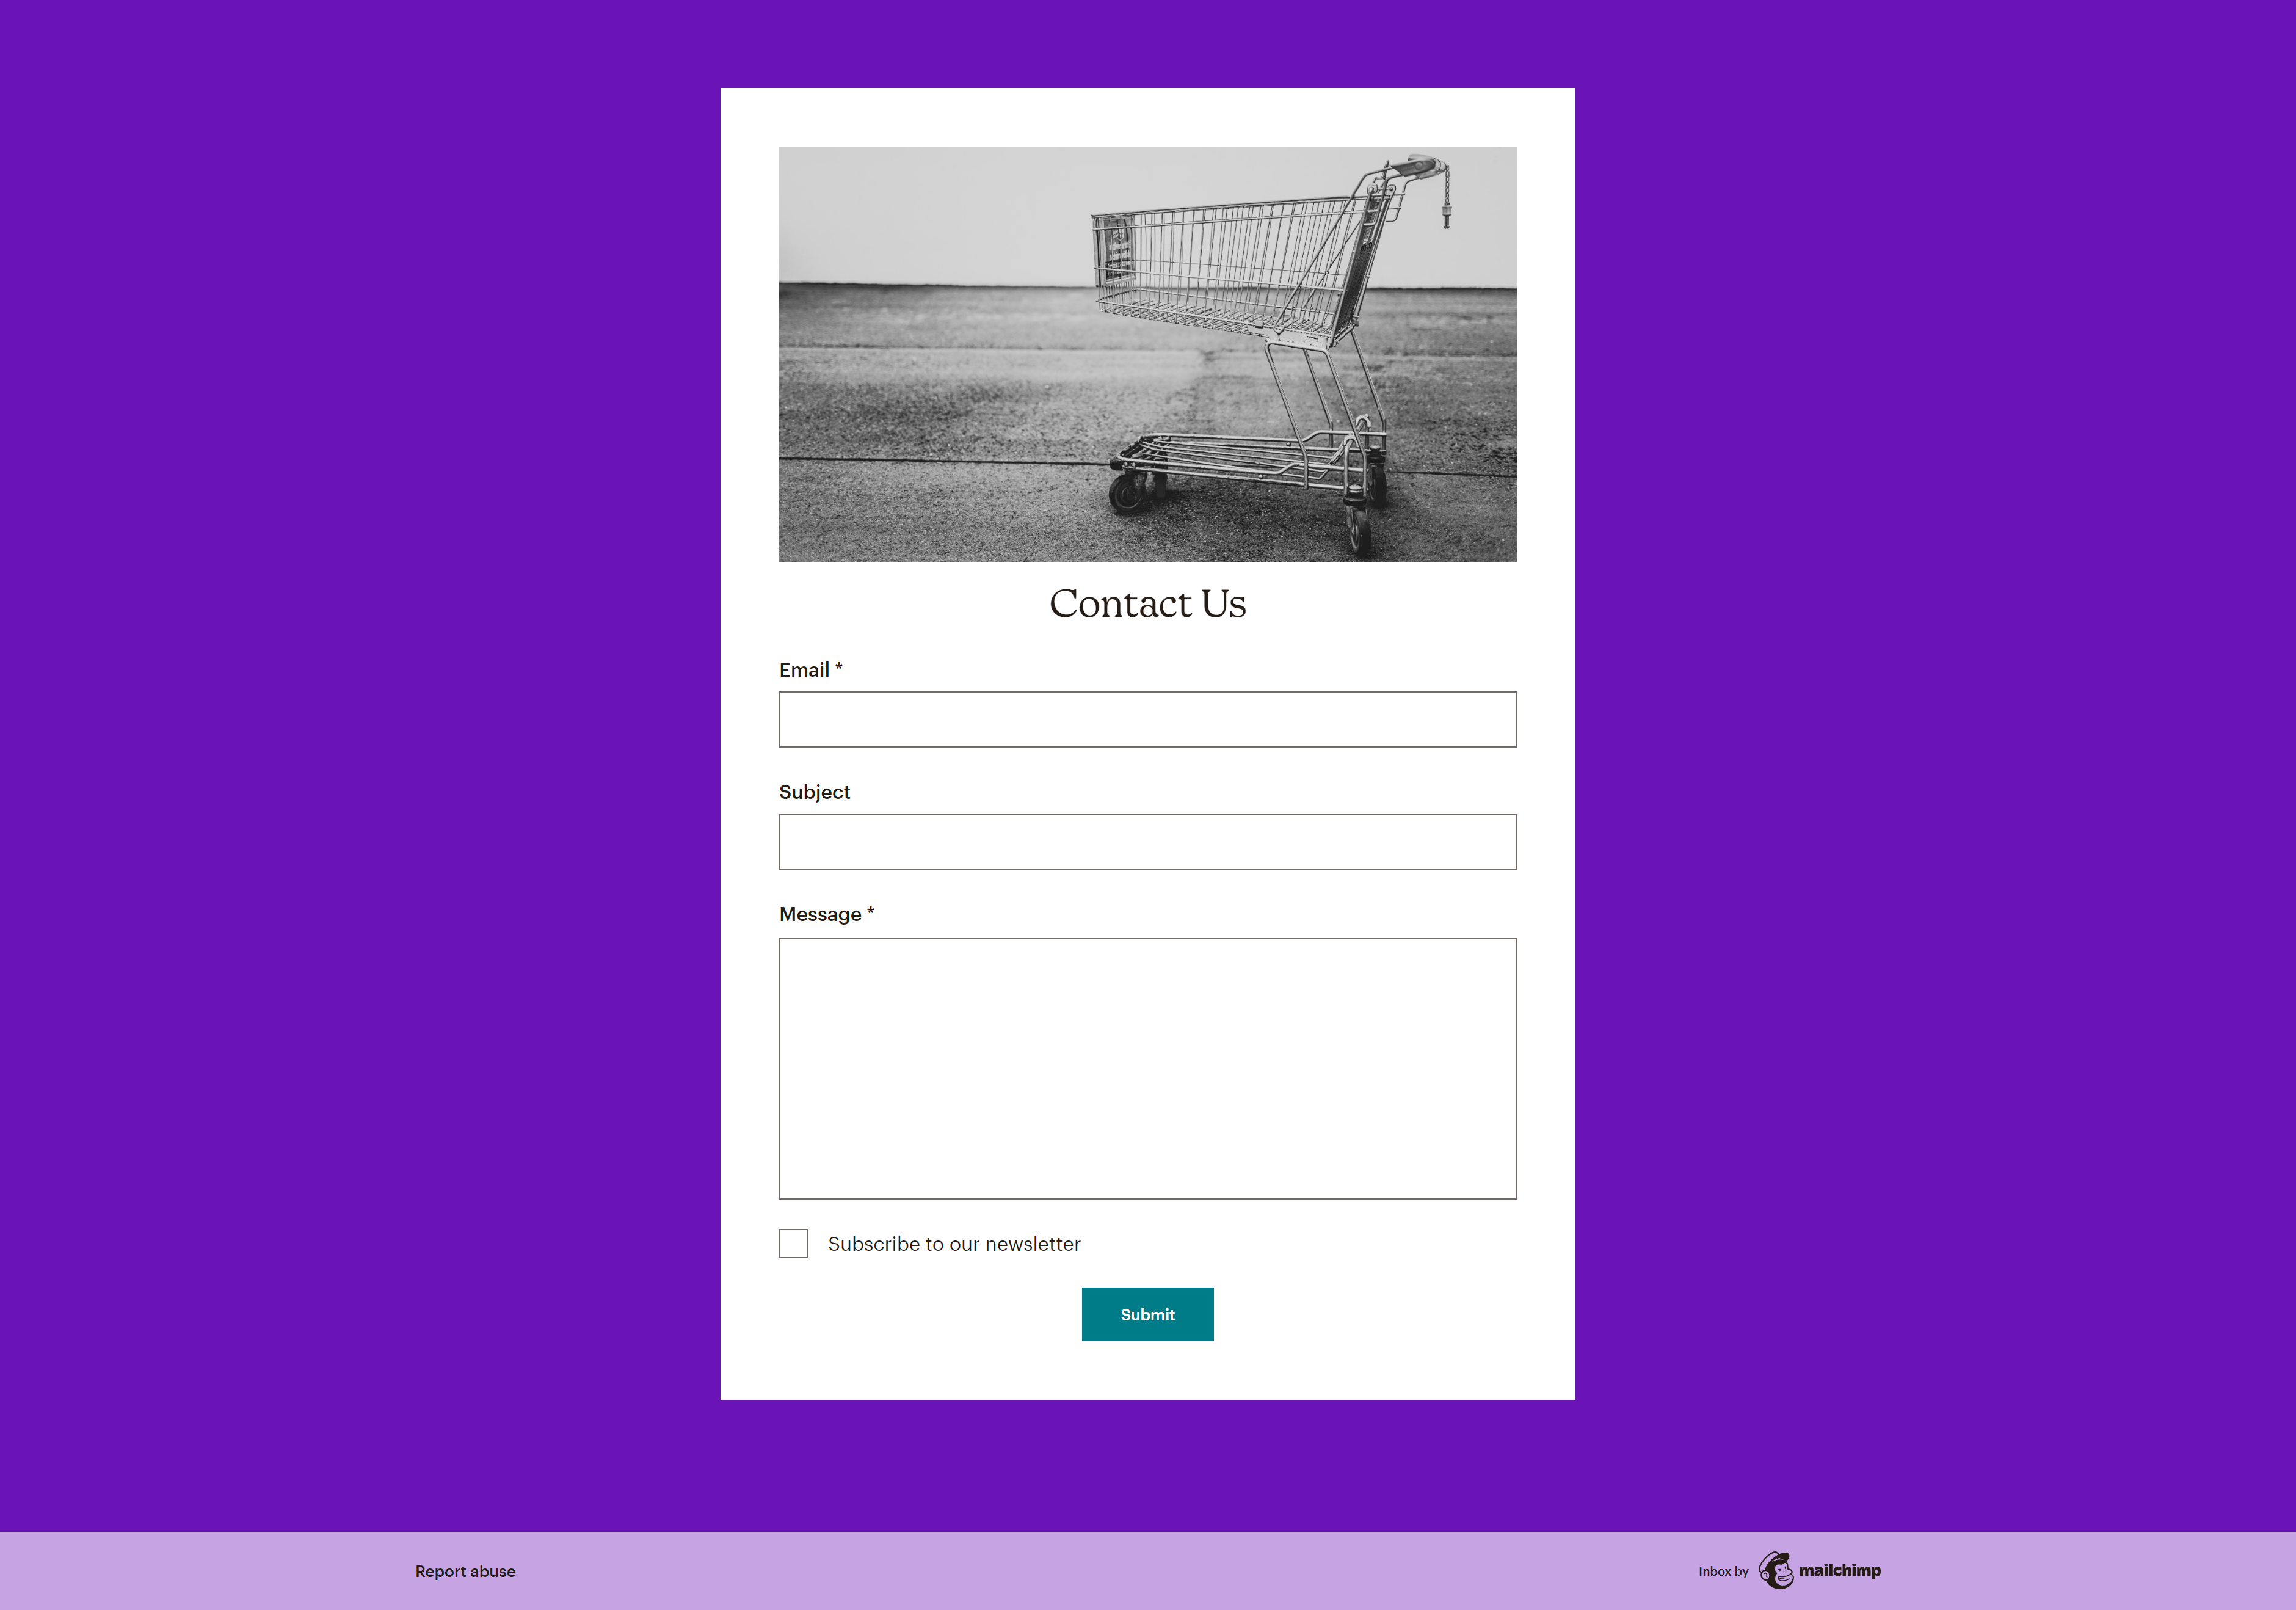 Contact Us
Email *
Subject
Message *
Subscribe to our newsletter
Submit
Report abuse
Inbox by mailchimp